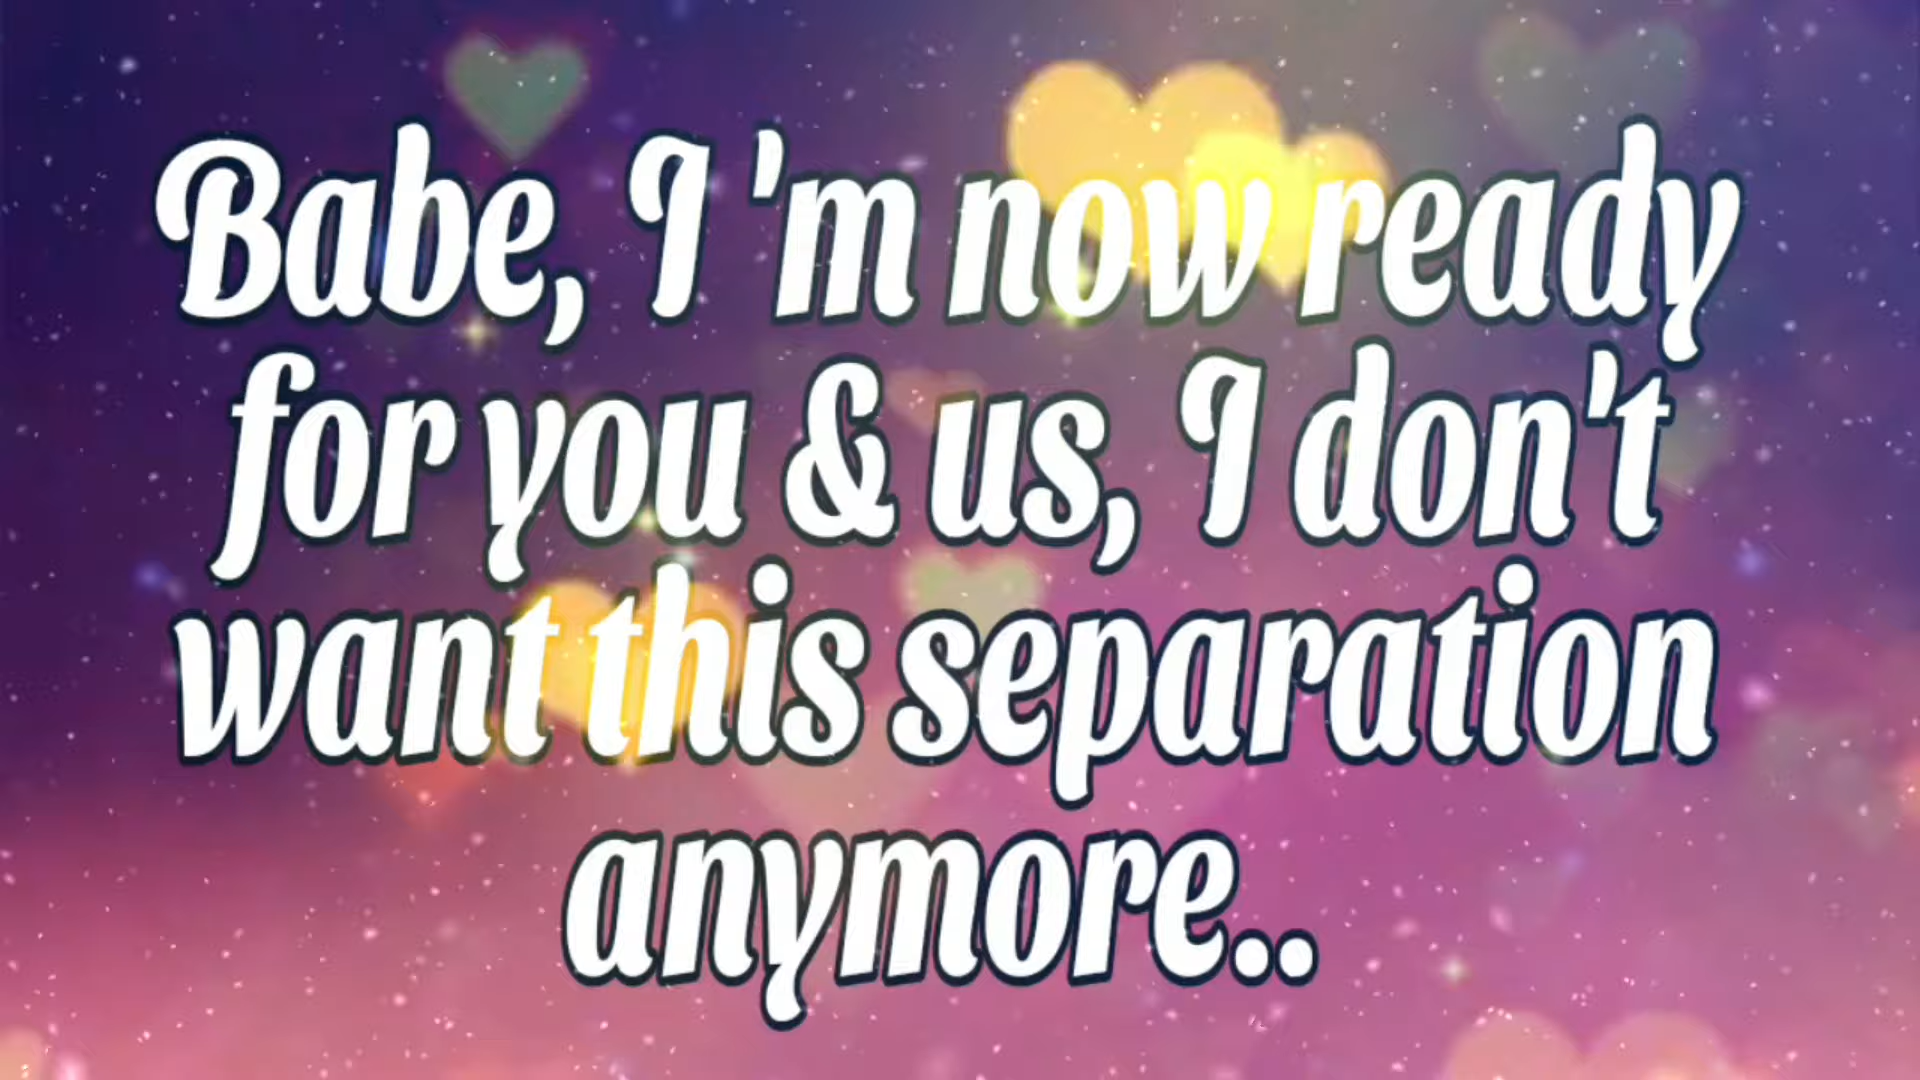 Babe, I 'm now ready
for you & us, I don't
want this separation
anymore..